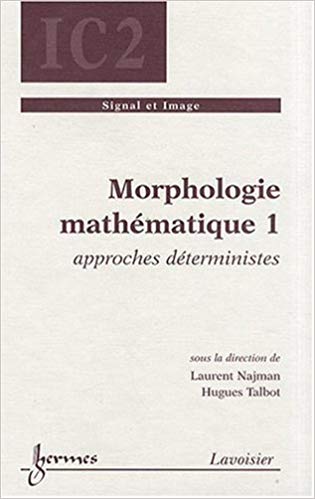 IC2
Signal et Image
Morphologie
mathématique 1
approches déterministes
sous la direction de
Laurent Najman
Hugues Talbot
hermes
Lavoisier